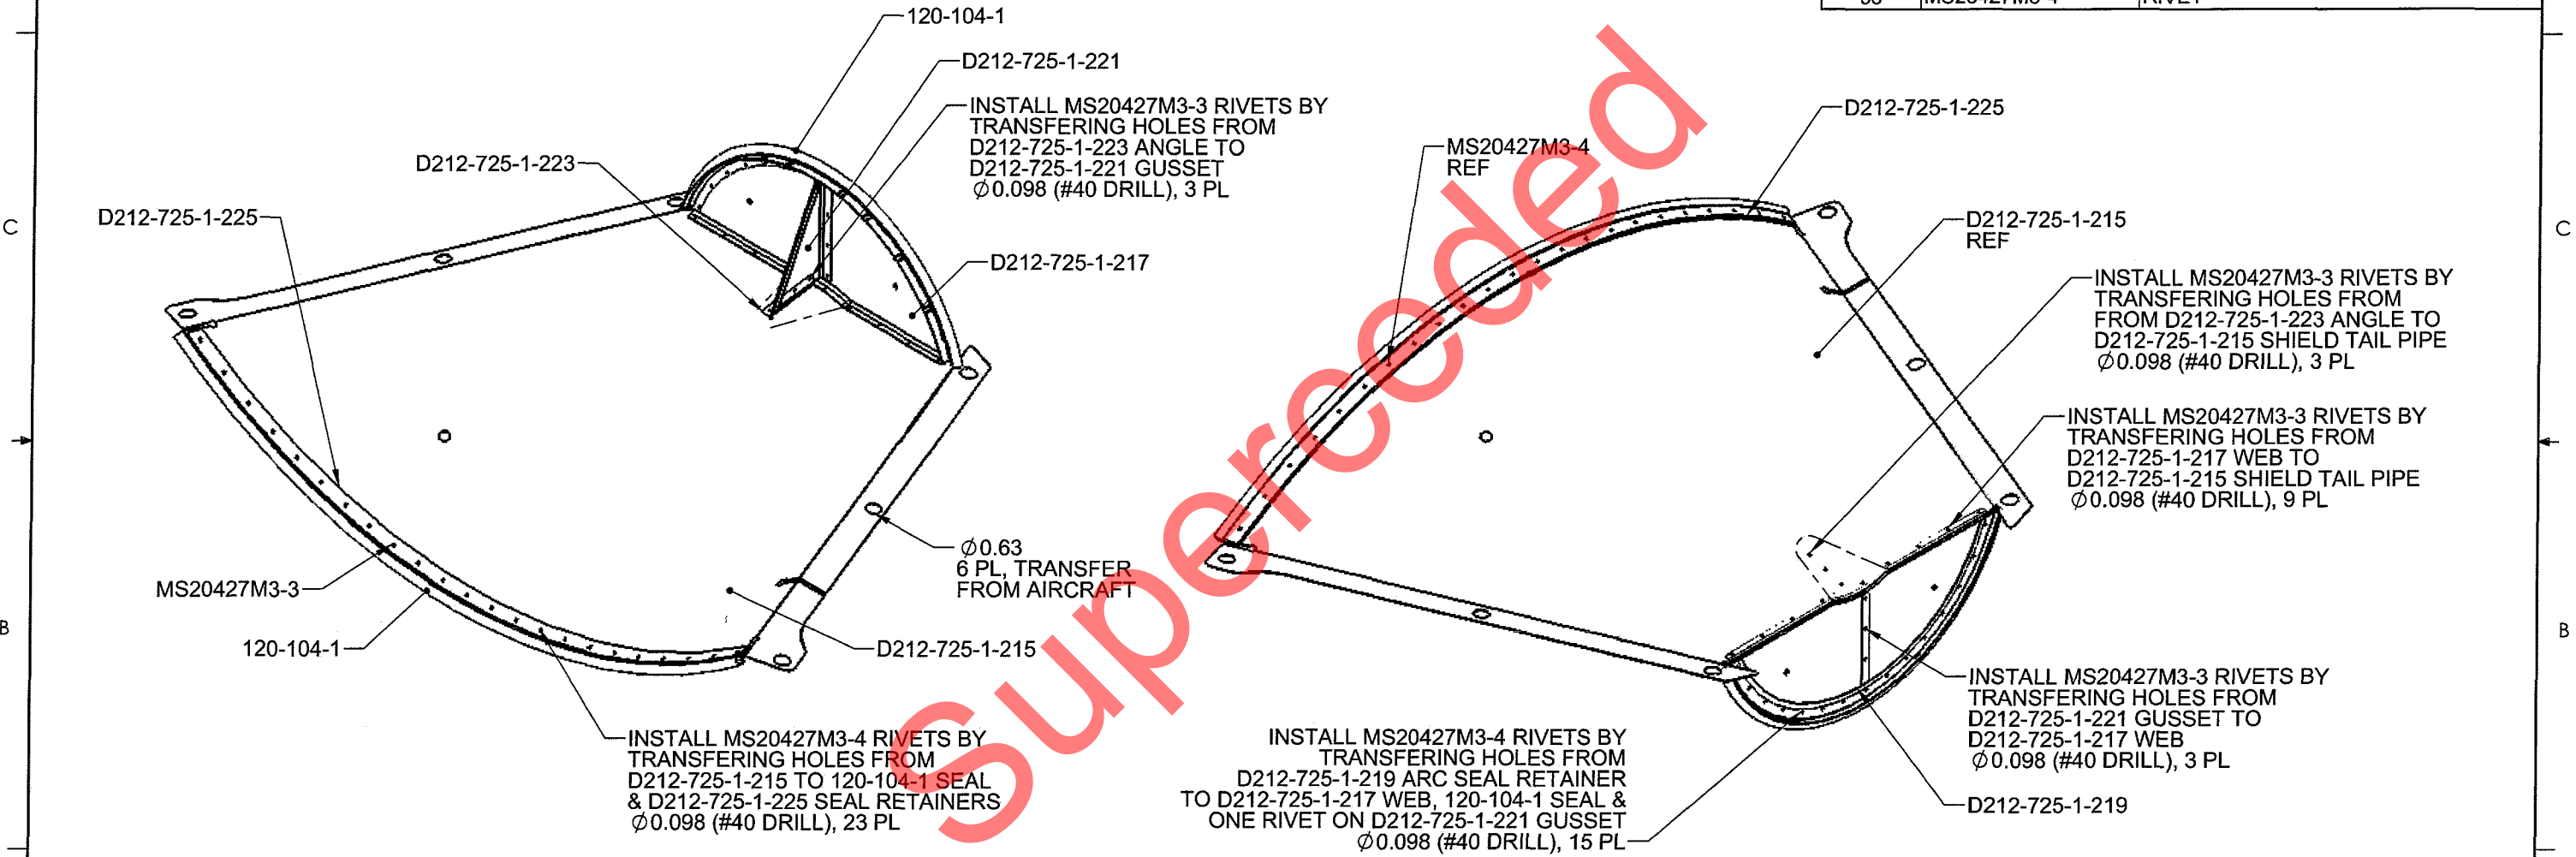 MS20427M3-4
RIVET
120-104-1
D212-725-1-221
INSTALL MS20427M3-3 RIVETS BY
TRANSFERING HOLES FROM
D212-725-1-223 ANGLE TO
D212-725-1-221 GUSSET
Ø0.098 (#40 DRILL), 3 PL
D212-725-1-223
D212-725-1-225
D212-725-1-217
C
Ø0.63
6 PL, TRANSFER
FROM AIRCRAFT
MS20427M3-3
120-104-1
D212-725-1-215
B
INSTALL MS20427M3-4 RIVETS BY
TRANSFERING HOLES FROM
D212-725-1-215 TO 120-104-1 SEAL
& D212-725-1-225 SEAL RETAINERS
Ø0.098 (#40 DRILL), 23 PL
Superceded
MS20427M3-4
REF
D212-725-1-225
D212-725-1-215
REF
C
INSTALL MS20427M3-3 RIVETS BY
TRANSFERING HOLES FROM
FROM D212-725-1-223 ANGLE TO
D212-725-1-215 SHIELD TAIL PIPE
Ø0.098 (#40 DRILL), 3 PL
INSTALL MS20427M3-3 RIVETS BY
TRANSFERING HOLES FROM
D212-725-1-217 WEB TO
D212-725-1-215 SHIELD TAIL PIPE
Ø0.098 (#40 DRILL), 9 PL
B
INSTALL MS20427M3-3 RIVETS BY
TRANSFERING HOLES FROM
D212-725-1-221 GUSSET TO
D212-725-1-217 WEB
Ø0.098 (#40 DRILL), 3 PL
D212-725-1-219
INSTALL MS20427M3-4 RIVETS BY
TRANSFERING HOLES FROM
D212-725-1-219 ARC SEAL RETAINER
TO D212-725-1-217 WEB, 120-104-1 SEAL &
ONE RIVET ON D212-725-1-221 GUSSET
Ø0.098 (#40 DRILL), 15 PL